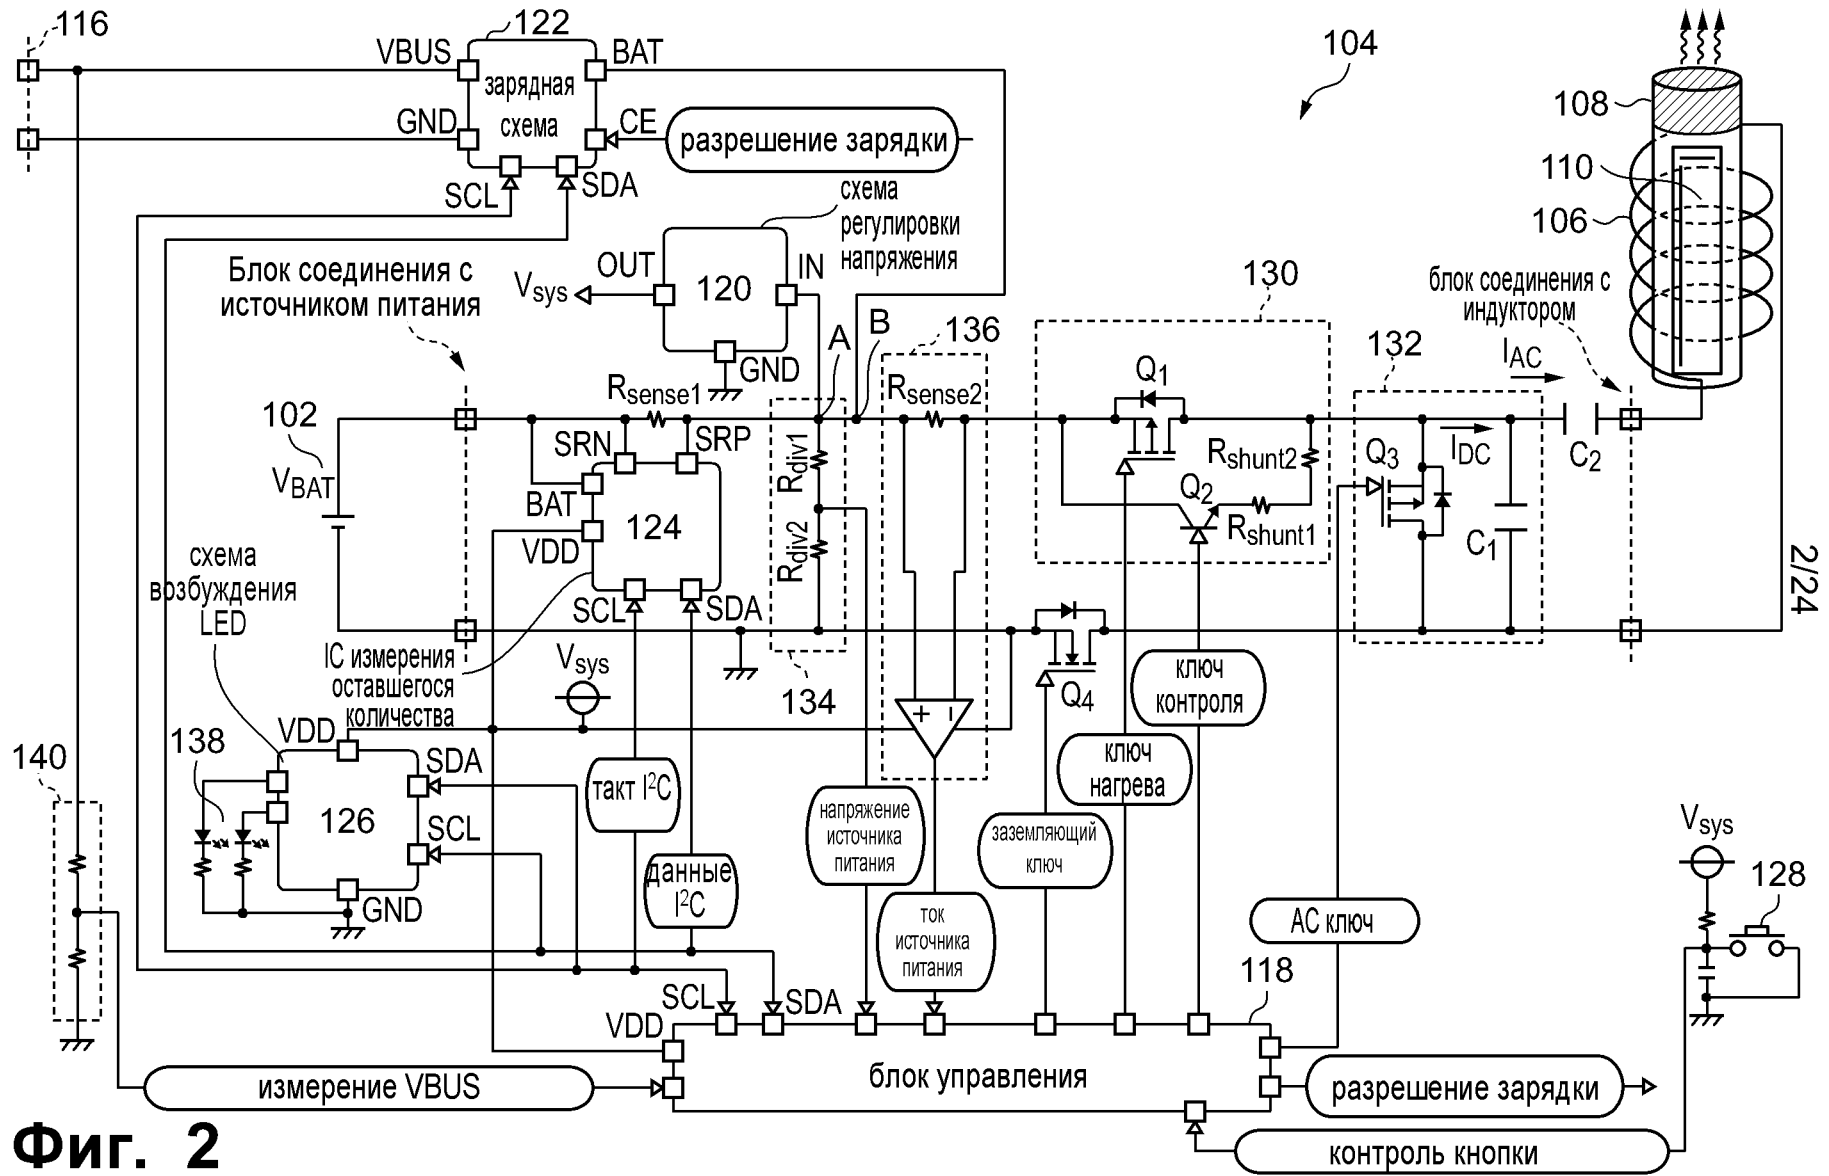 116
122
VBUS
BAT
зарядная
схема
GND
CE
разрешение зарядки
SCL
SDA
104
108
110
106
схема
регулировки
напряжения
OUT
120
IN
Vsys
GND
Блок соединения с
источником питания
A
B
136
130
132
блок соединения с
индуктором
IAC
102
VBAT
Rsense1
Rsense2
Q1
SRN
SRP
BAT
VDD
124
SCL
SDA
Rdiv1
Rdiv2
Rshunt2
Q2
Rshunt1
Q3
IDC
C1
C2
2/24
схема
возбуждения
LED
IC измерения
оставшегося
количества
Vsys
134
Q4
ключ
контроля
ключ
нагрева
138
140
VDD
SDA
126
SCL
GND
такт I²C
данные
I²C
напряжение
источника
питания
ток
источника
питания
заземляющий
ключ
АС ключ
Vsys
128
118
SCL
SDA
VDD
блок управления
измерение VBUS
разрешение зарядки
контроль кнопки
Фиг. 2